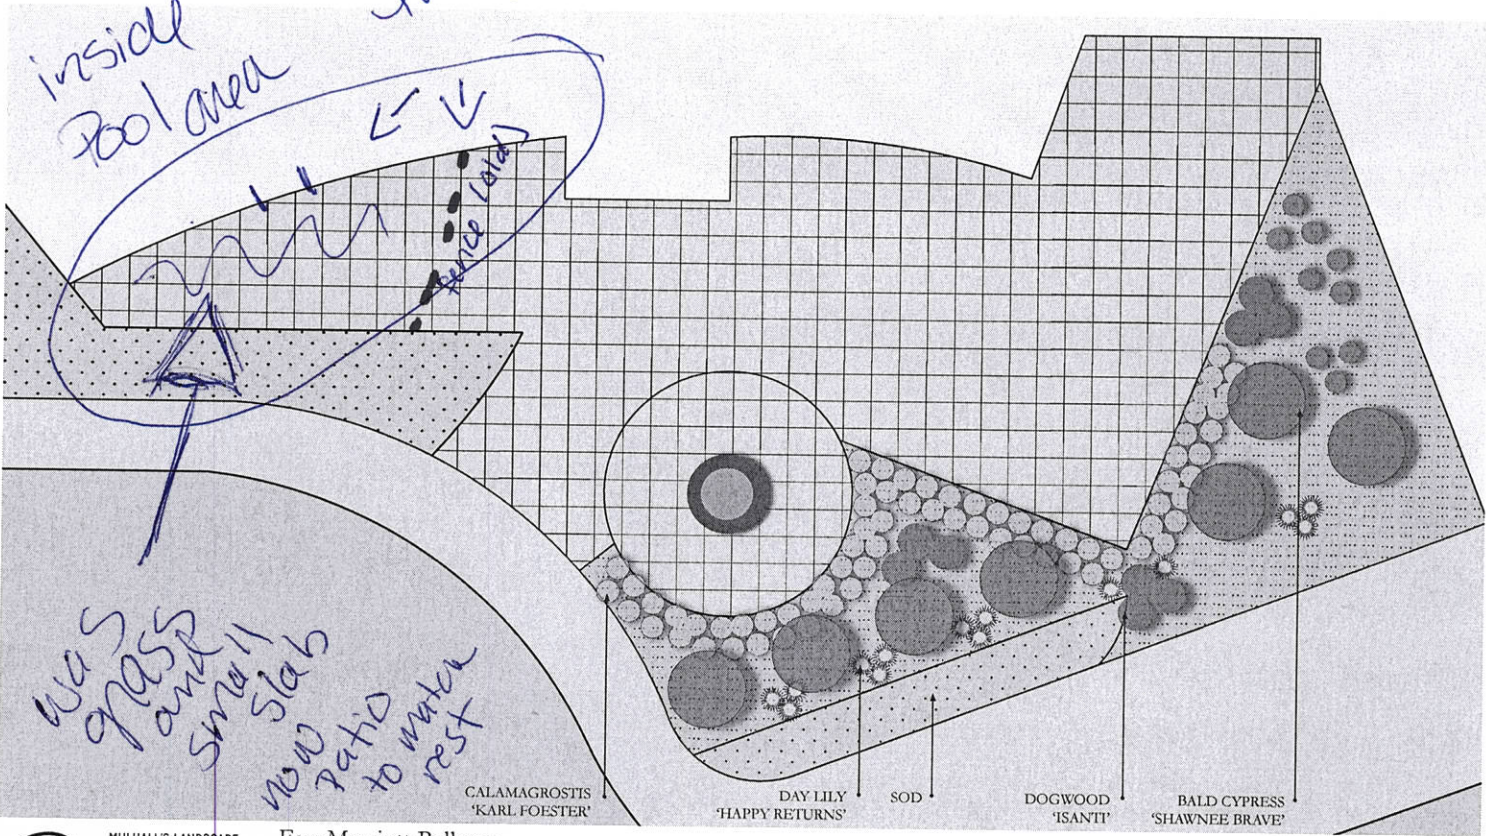 inside
Pool area
fence (old)
was
grass
and
small
slab
now
patio
to match
rest
CALAMAGROSTIS
'KARL FOESTER'
DAY LILY
'HAPPY RETURNS'
SOD
DOGWOOD
'ISANTI'
BALD CYPRESS
'SHAWNEE BRAVE'